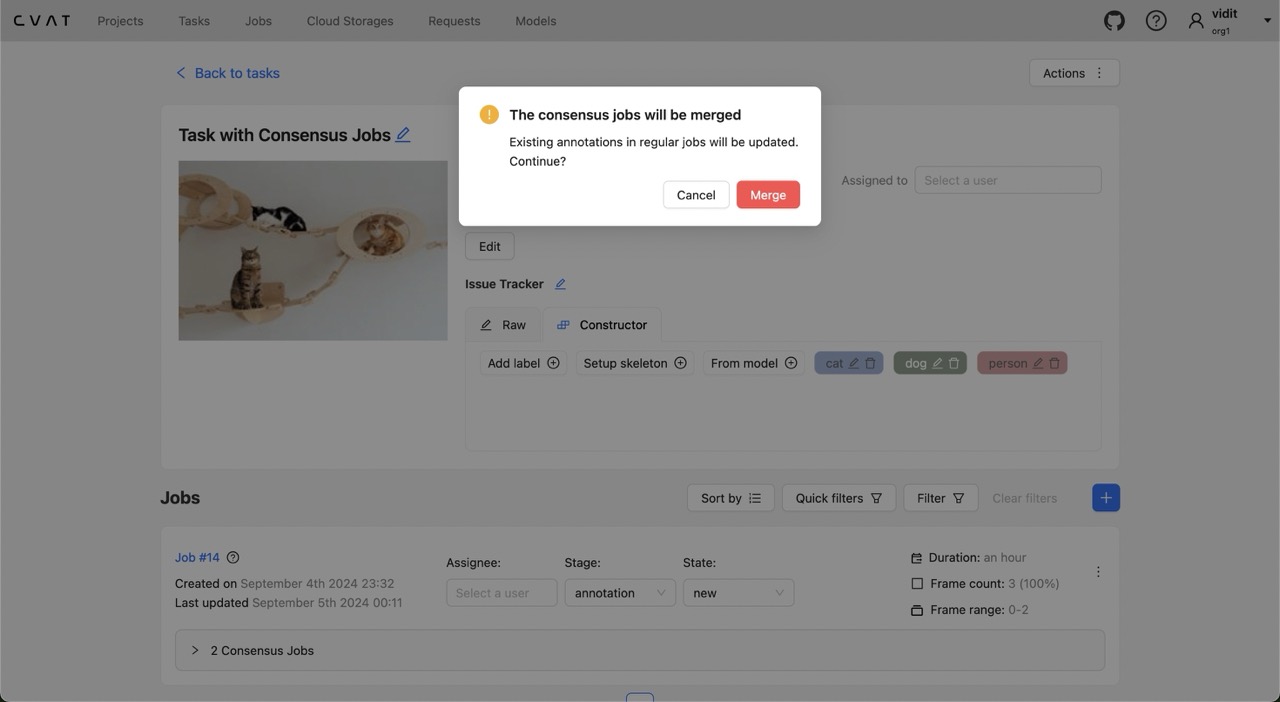 CVAT Projects Tasks Jobs Cloud Storages Requests Models vidit
org1
Back to tasks Actions
The consensus jobs will be merged
Existing annotations in regular jobs will be updated.
Continue?
Cancel Merge
Task with Consensus Jobs
Assigned to Select a user
Edit
Issue Tracker
Raw Constructor
Add label Setup skeleton From model cat dog person
Jobs Sort by Quick filters Filter Clear filters
Job #14
Created on September 4th 2024 23:32
Last updated September 5th 2024 00:11
Assignee: Stage: State:
Select a user annotation new
Duration: an hour
Frame count: 3 (100%)
Frame range: 0-2
2 Consensus Jobs